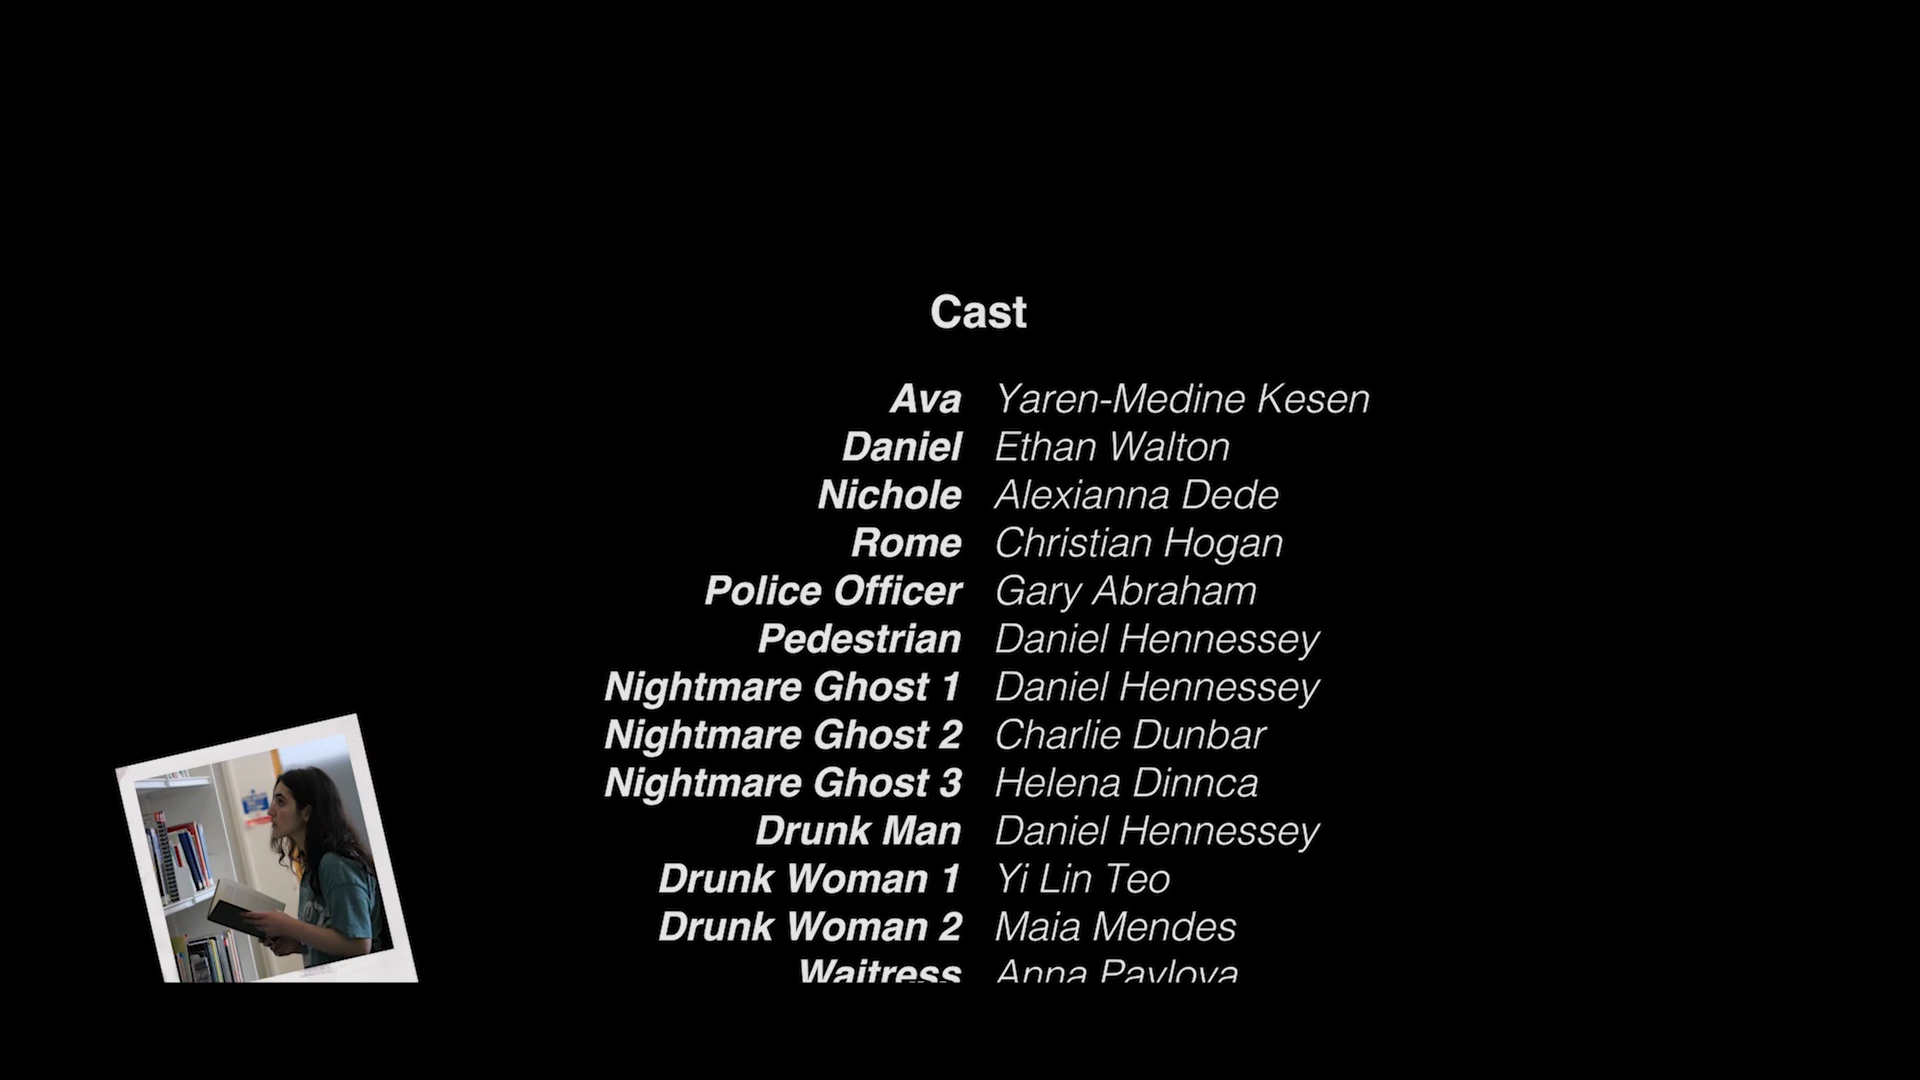 Cast
Ava Yaren-Medine Kesen
Daniel Ethan Walton
Nichole Alexianna Dede
Rome Christian Hogan
Police Officer Gary Abraham
Pedestrian Daniel Hennessey
Nightmare Ghost 1 Daniel Hennessey
Nightmare Ghost 2 Charlie Dunbar
Nightmare Ghost 3 Helena Dinnca
Drunk Man Daniel Hennessey
Drunk Woman 1 Yi Lin Teo
Drunk Woman 2 Maia Mendes
Waitress Anna Pavlova